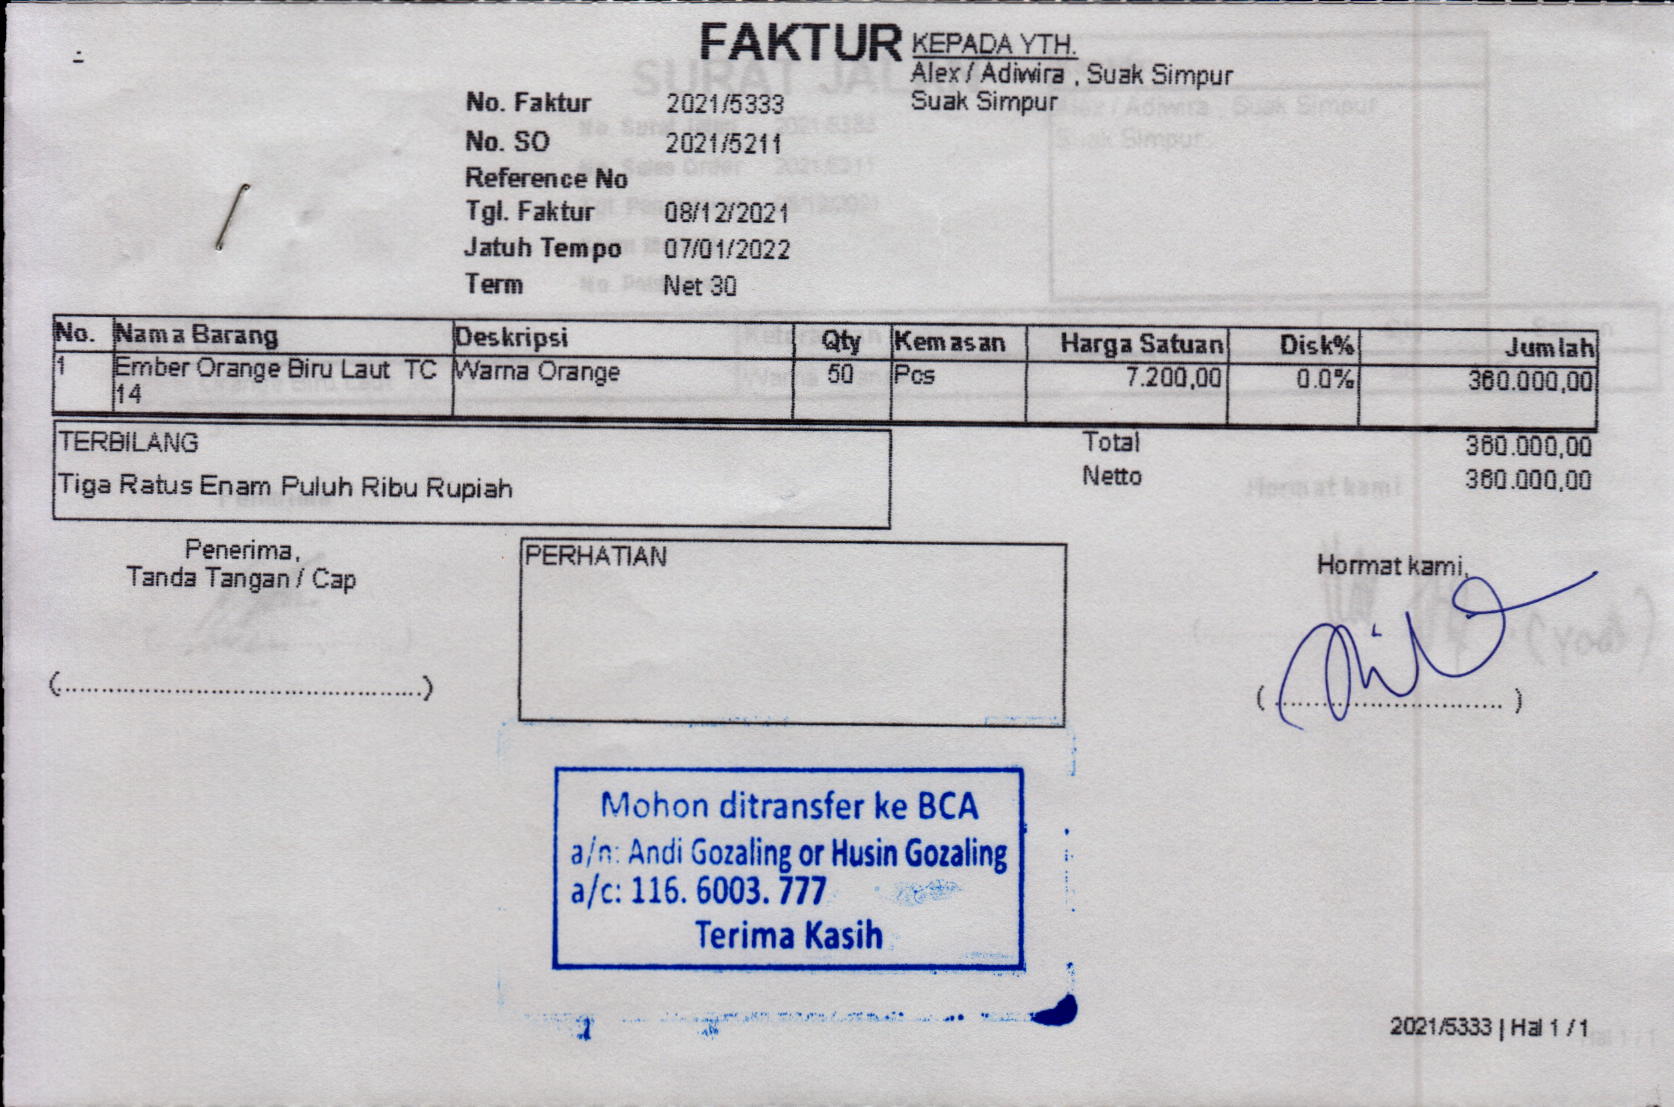 FAKTUR
KEPADA YTH.
Alex / Adiwira , Suak Simpur
Suak Simpur
No. Faktur 2021/5333
No. SO 2021/5211
Reference No
Tgl. Faktur 08/12/2021
Jatuh Tempo 07/01/2022
Term Net 30
No. Nama Barang Deskripsi Qty Kemasan Harga Satuan Disk% Jumlah
1 Ember Orange Biru Laut TC Warna Orange 50 Pcs 7.200,00 0.0% 360.000,00
14
TERBILANG
Tiga Ratus Enam Puluh Ribu Rupiah
Total 360.000,00
Netto 360.000,00
Penerima,
Tanda Tangan / Cap
PERHATIAN
Hormat kami,
Mohon ditransfer ke BCA
a/n: Andi Gozaling or Husin Gozaling
a/c: 116. 6003. 777
Terima Kasih
2021/5333 | Hal 1 / 1